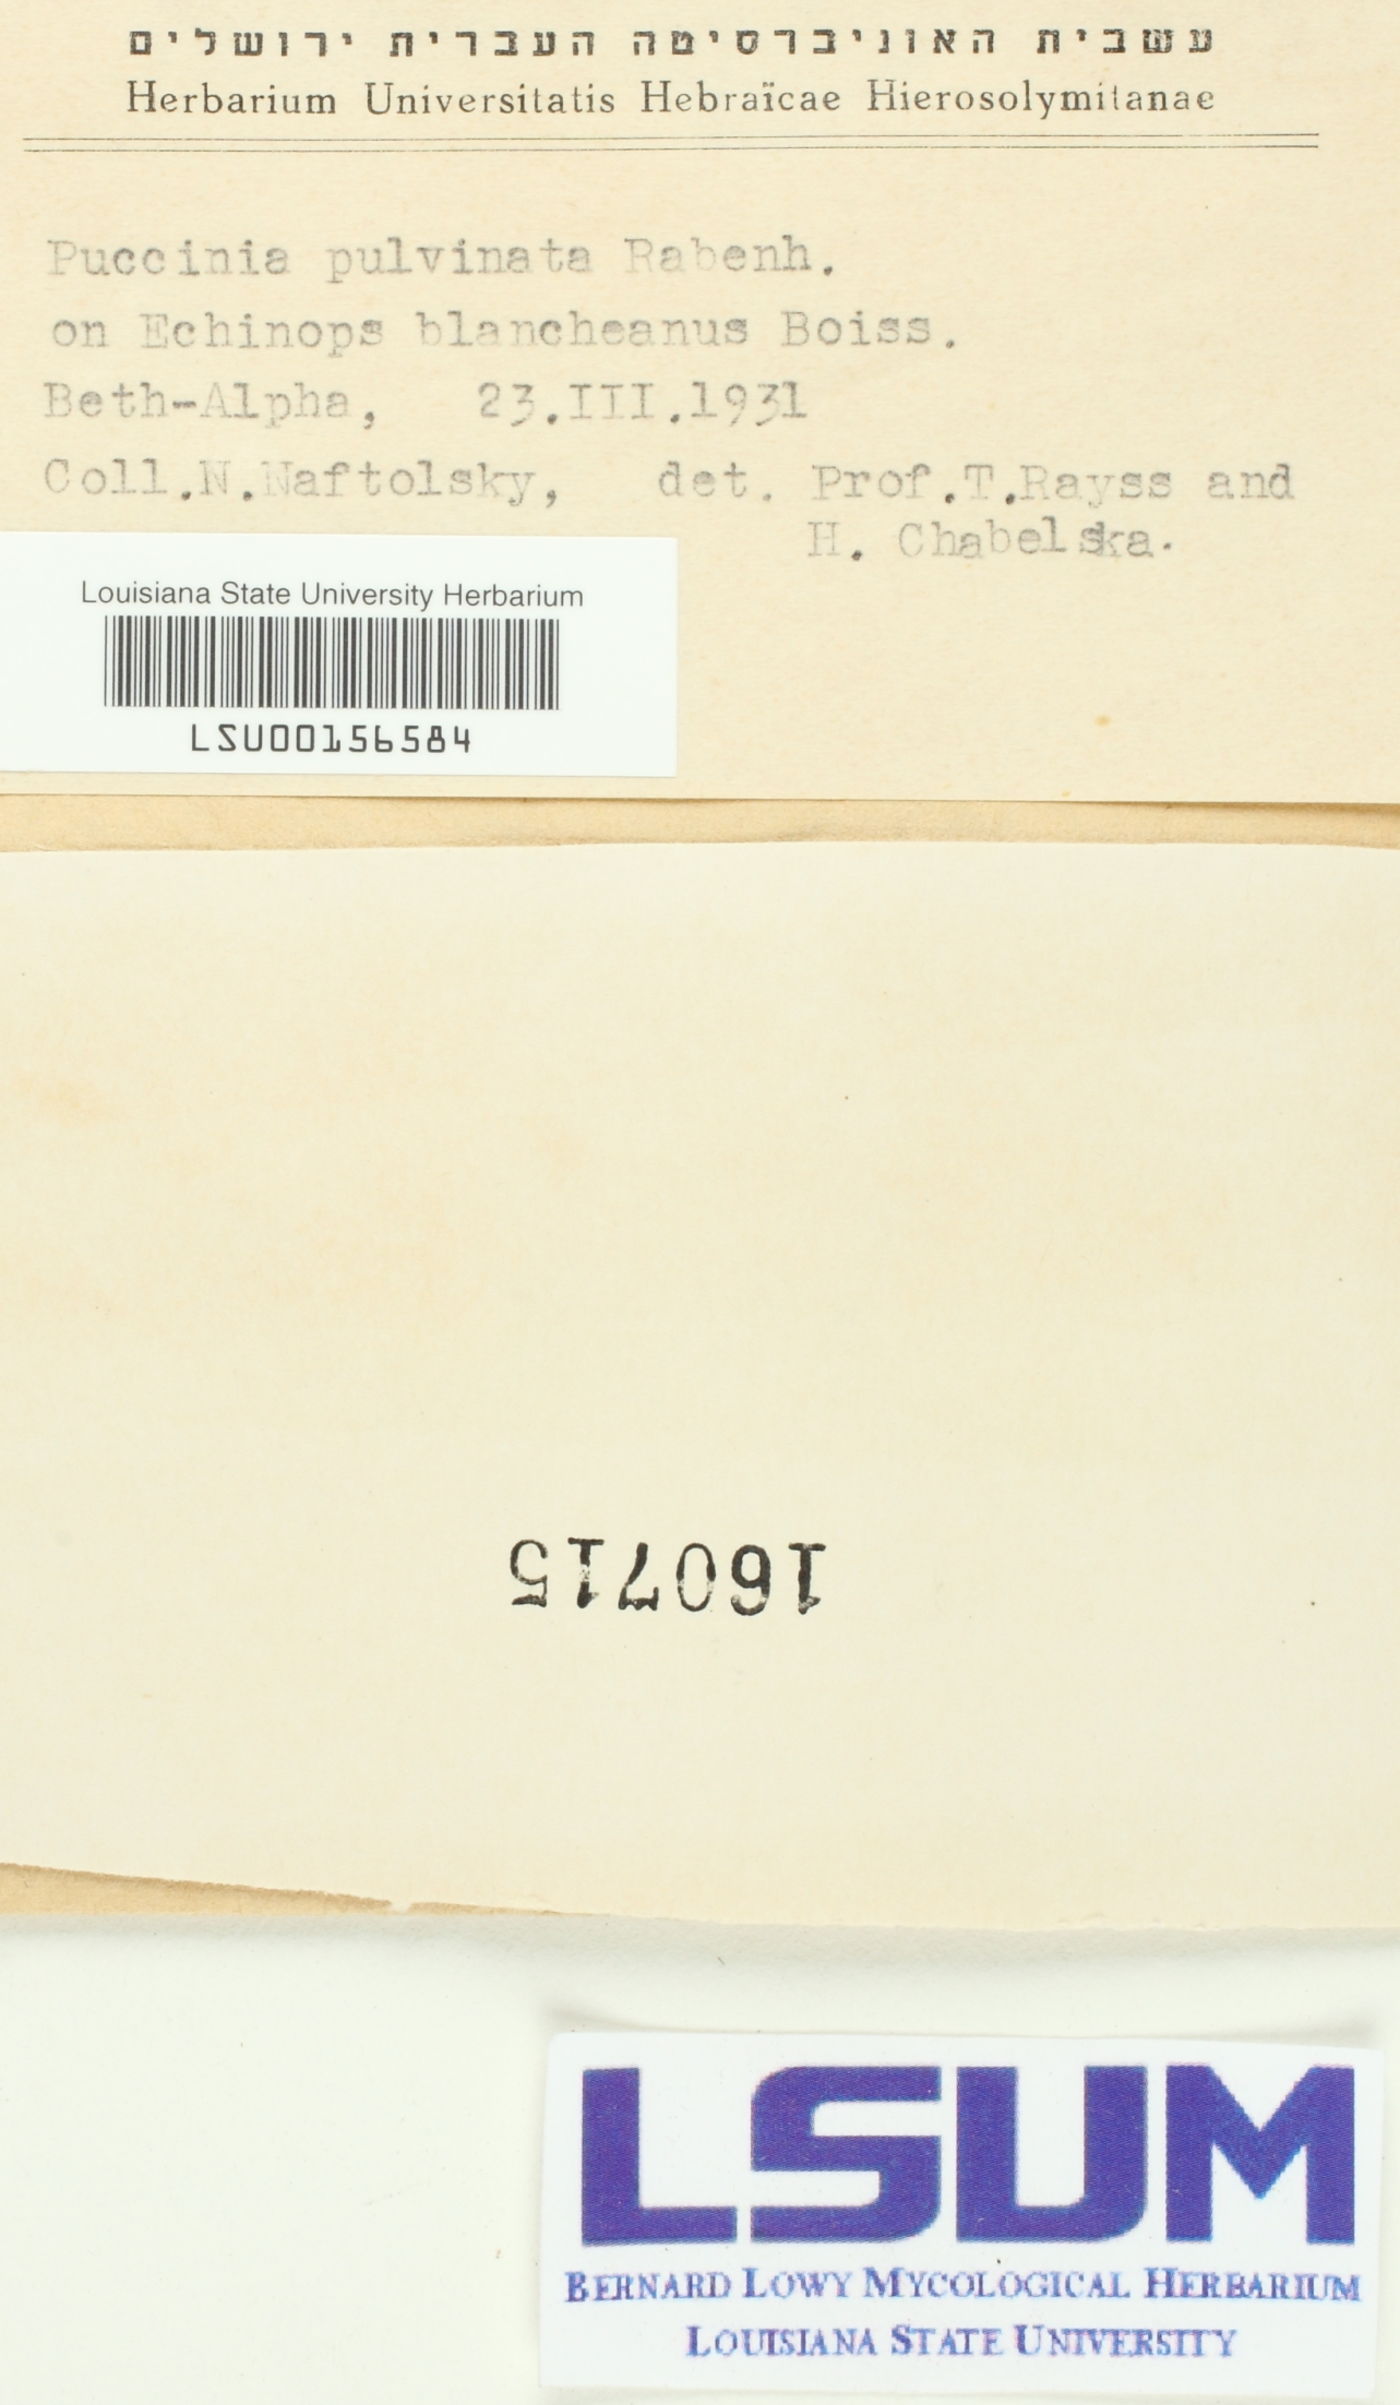 עשבית האוניברסיטה העברית ירושלים
Herbarium Universitatis Hebraïcae Hierosolymitanae
Puccinia pulvinata Rabenh.
on Echinops blancheanus Boiss.
Beth-Alpha, 23.III.1931
Coll.N.Naftolsky, det. Prof.T.Rayss and
H. Chabelska.
Louisiana State University Herbarium
LSU00156584
160715
LSUM
BERNARD LOWY MYCOLOGICAL HERBARIUM
LOUISIANA STATE UNIVERSITY